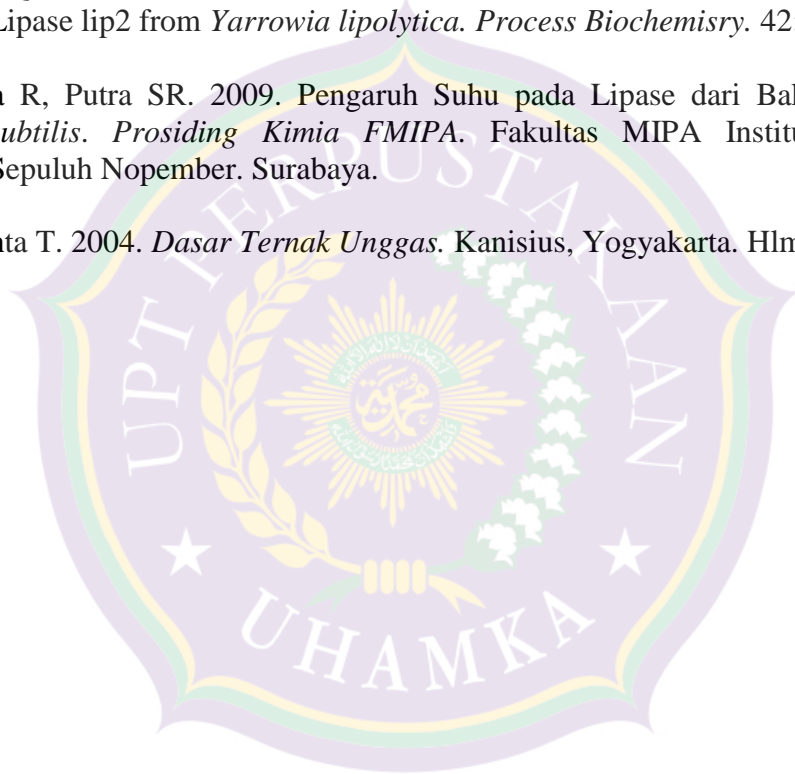 Lipase lip2 from Yarrowia lipolytica. Process Biochemisry. 42
R, Putra SR. 2009. Pengaruh Suhu pada Lipase dari
ubtilis. Prosiding Kimia FMIPA. Fakultas MIPA Institu
Sepuluh Nopember. Surabaya.
nta T. 2004. Dasar Ternak Unggas. Kanisius, Yogyakarta. Hlm
UPT PERPUSTAKAAN
UHAMKA